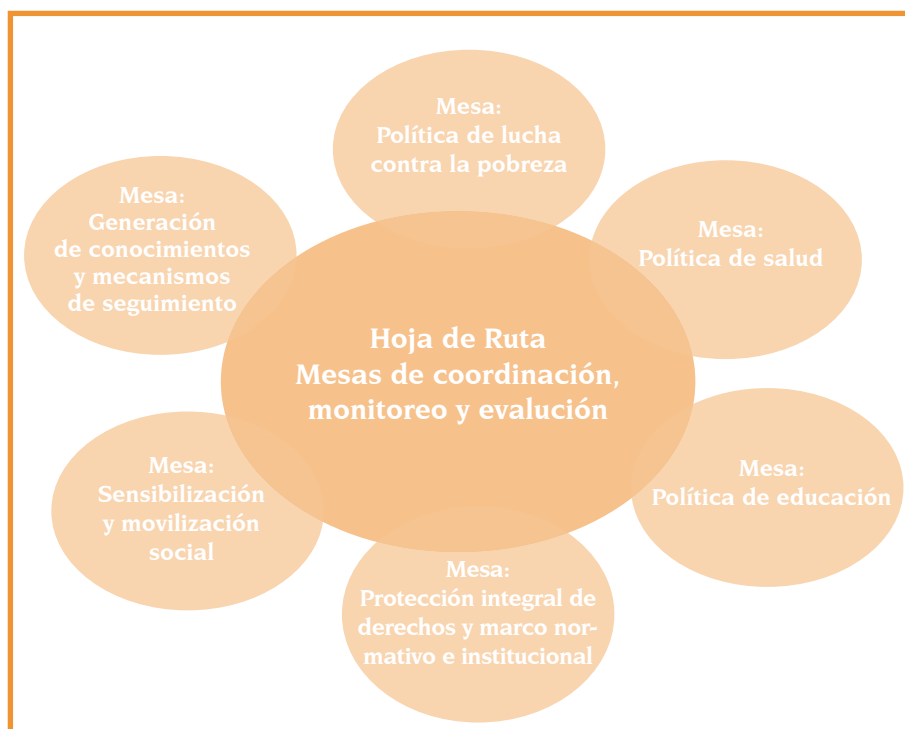 Mesa:
Política de lucha
contra la pobreza
Mesa:
Generación
de conocimientos
y mecanismos
de seguimiento
Mesa:
Política de salud
Hoja de Ruta
Mesas de coordinación,
monitoreo y evalución
Mesa:
Sensibilización
y movilización
social
Mesa:
Política de educación
Mesa:
Protección integral de
derechos y marco nor-
mativo e institucional